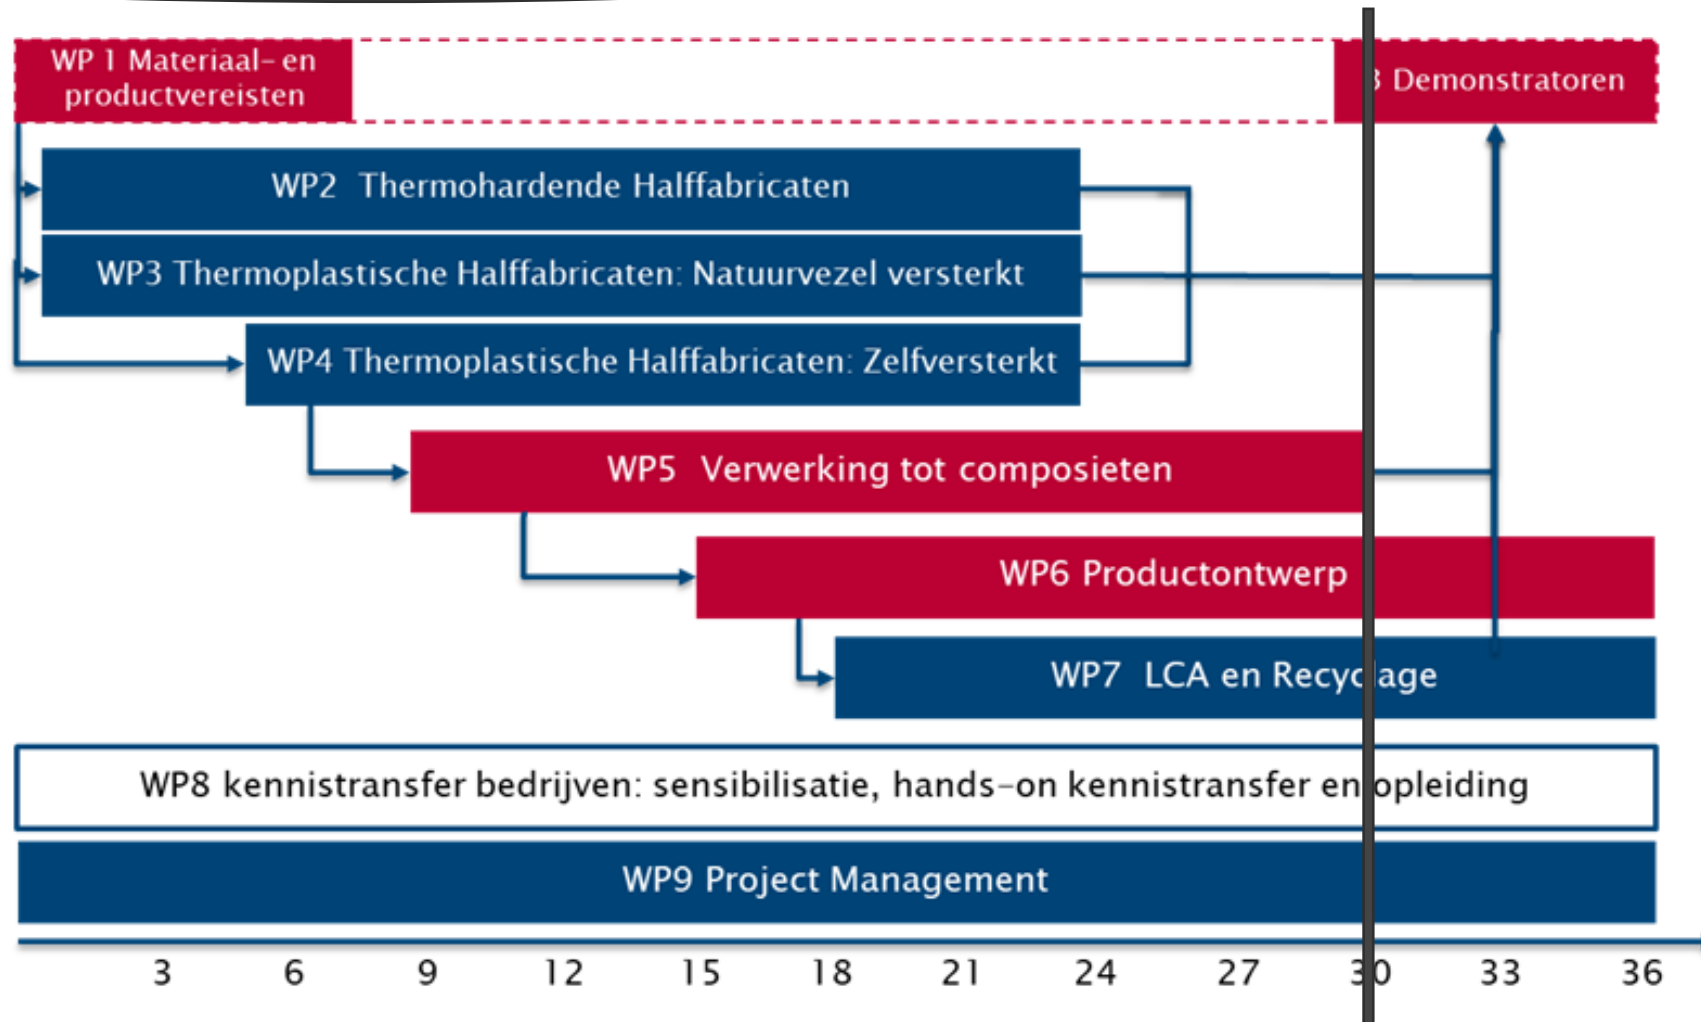 WP 1 Materiaal-en
productvereisten
3 Demonstratoren
WP2 Thermohardende Halffabricaten
WP3 Thermoplastische Halffabricaten: Natuurvezel versterkt
WP4 Thermoplastische Halffabricaten: Zelfversterkt
WP5 Verwerking tot composieten
WP6 Productontwerp
WP7 LCA en Recyclage
WP8 kennistransfer bedrijven: sensibilisatie, hands-on kennistransfer en opleiding
WP9 Project Management
3 6 9 12 15 18 21 24 27 30 33 36